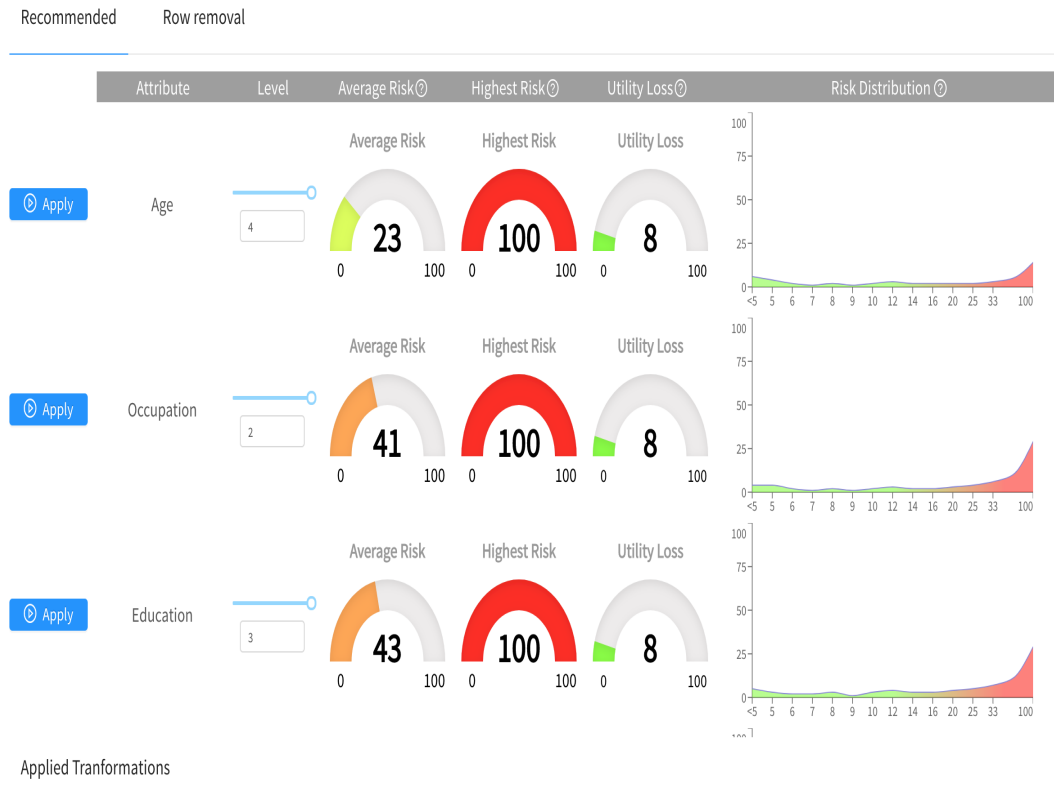 Recommended Row removal
Attribute Level Average Risk Highest Risk Utility Loss Risk Distribution
Average Risk Highest Risk Utility Loss
Apply Age 4 23 100 8
0 100 0 100 0 100
100
75
50
25
0
<5 5 6 7 8 9 10 12 14 16 20 25 33 100
Average Risk Highest Risk Utility Loss
Apply Occupation 2 41 100 8
0 100 0 100 0 100
100
75
50
25
0
<5 5 6 7 8 9 10 12 14 16 20 25 33 100
Average Risk Highest Risk Utility Loss
Apply Education 3 43 100 8
0 100 0 100 0 100
100
75
50
25
0
<5 5 6 7 8 9 10 12 14 16 20 25 33 100
100
Applied Tranformations